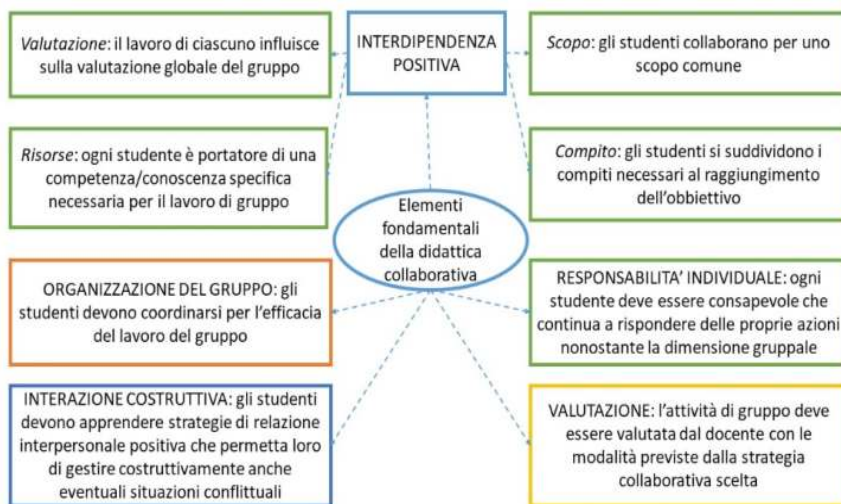 Valutazione: il lavoro di ciascuno influisce
sulla valutazione globale del gruppo
INTERDIPENDENZA
POSITIVA
Scopo: gli studenti collaborano per uno
scopo comune
Risorse: ogni studente è portatore di una
competenza/conoscenza specifica
necessaria per il lavoro di gruppo
Compito: gli studenti si suddividono i
compiti necessari al raggiungimento
dell'obbiettivo
Elementi
fondamentali
della didattica
collaborativa
ORGANIZZAZIONE DEL GRUPPO: gli
studenti devono coordinarsi per l'efficacia
del lavoro del gruppo
RESPONSABILITA' INDIVIDUALE: ogni
studente deve essere consapevole che
continua a rispondere delle proprie azioni
nonostante la dimensione gruppale
INTERAZIONE COSTRUTTIVA: gli studenti
devono apprendere strategie di relazione
interpersonale positiva che permetta loro
di gestire costruttivamente anche
eventuali situazioni conflittuali
VALUTAZIONE: l'attività di gruppo deve
essere valutata dal docente con le
modalità previste dalla strategia
collaborativa scelta